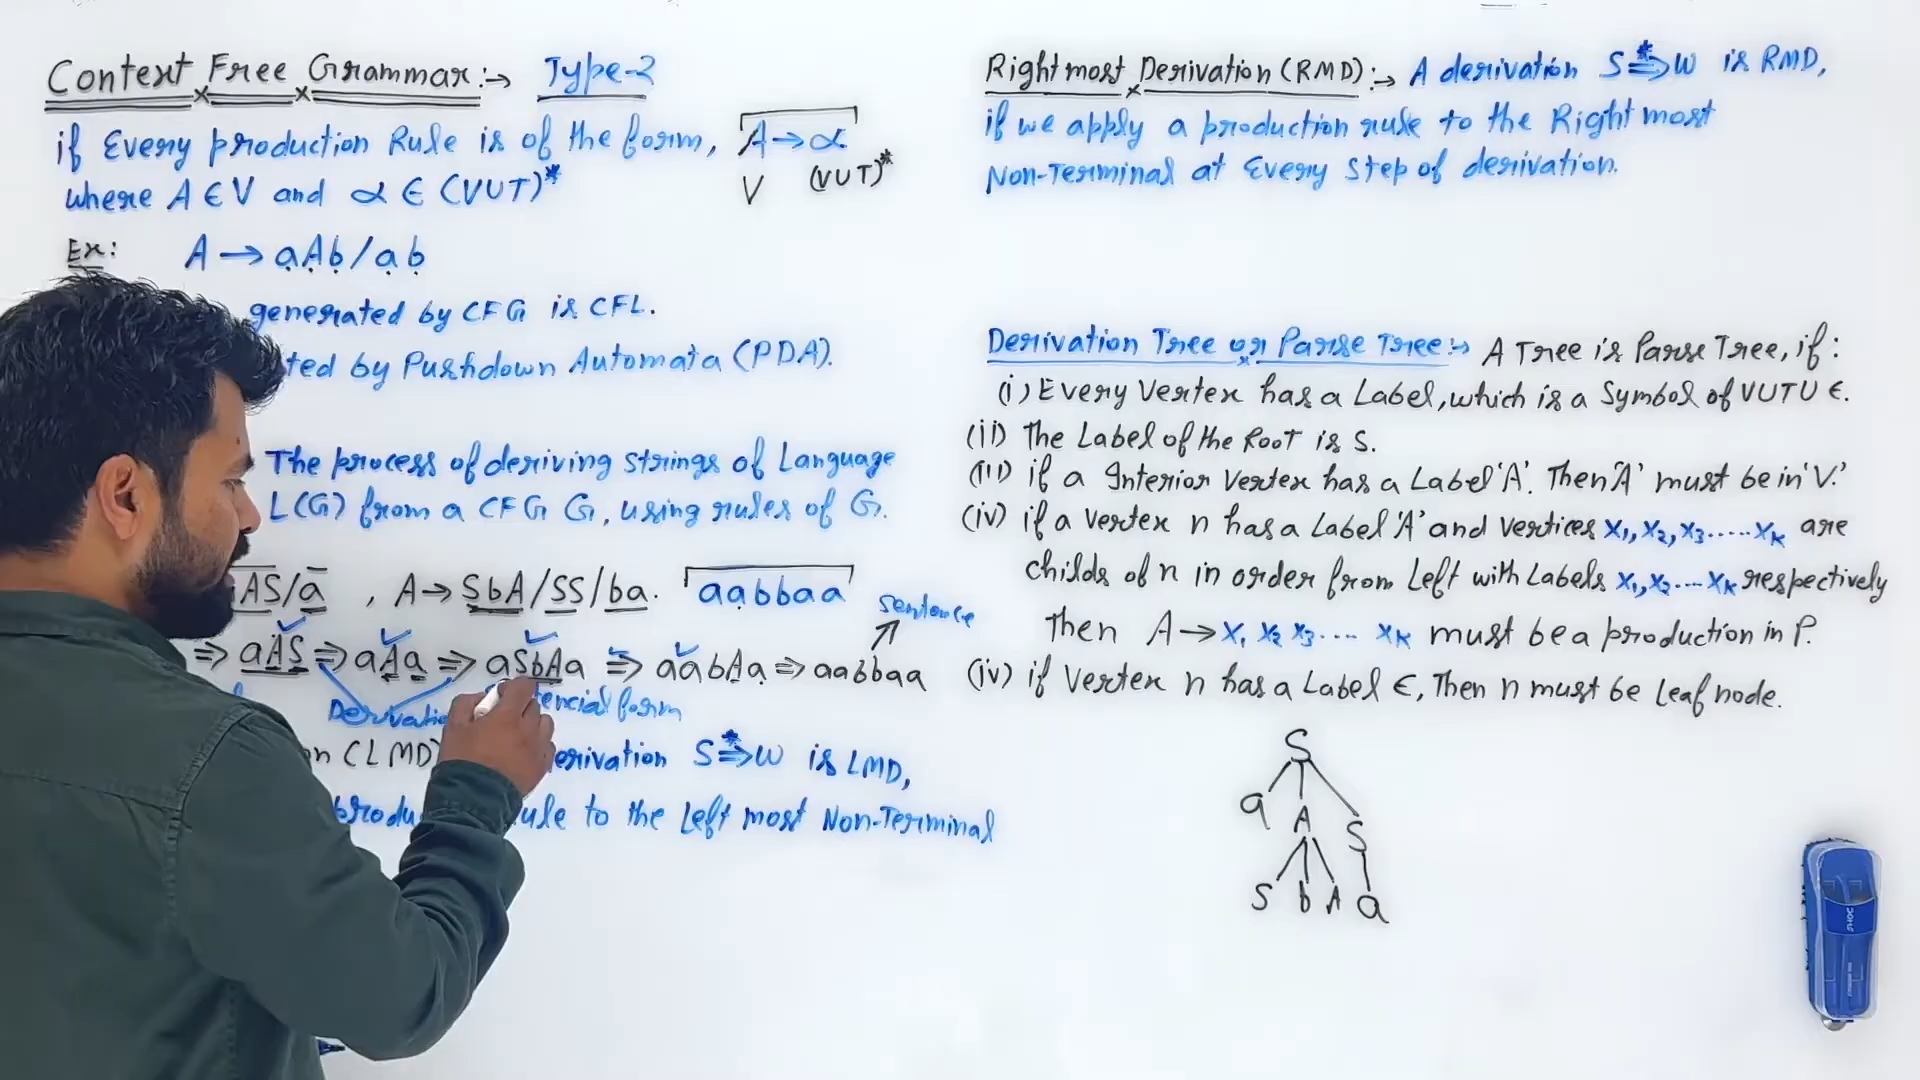 Context Free Grammar :→ Type-2
if Every production Rule is of the form, A → α
where A ∈ V and α ∈ (VUT)* V (VUT)*
Ex: A → aAb / ab
generated by CFG is CFL.
ted by Pushdown Automata (PDA).
The process of deriving strings of Language
L(G) from a CFG G, using rules of G.
AS/a , A → SbA/SS/ba. aabbaa
sentence
⇒ aAS ⇒ aAa ⇒ aSbAa ⇒ aabAa ⇒ aabbaa
Derivatio tencial form
n (LMD) erivation S ⇒* W is LMD,
produ ule to the Left most Non-Terminal
Right most Derivation (RMD) :→ A derivation S ⇒* W is RMD,
if we apply a production rule to the Right most
Non-Terminal at Every Step of derivation.
Derivation Tree or Parse Tree :→ A Tree is Parse Tree, if :
(i) Every Vertex has a Label, which is a Symbol of VUTU ∈.
(ii) The Label of the Root is S.
(iii) if a Interior Vertex has a Label 'A'. Then 'A' must be in 'V.'
(iv) if a Vertex n has a Label 'A' and Vertices X₁, X₂, X₃ ..... Xₖ are
childs of n in order from Left with Labels X₁, X₂ .... Xₖ respectively
Then A → X₁ X₂ X₃ .... Xₖ must be a production in P.
(iv) if Vertex n has a Label ∈, Then n must be Leaf node.
S
a A S
S b A a